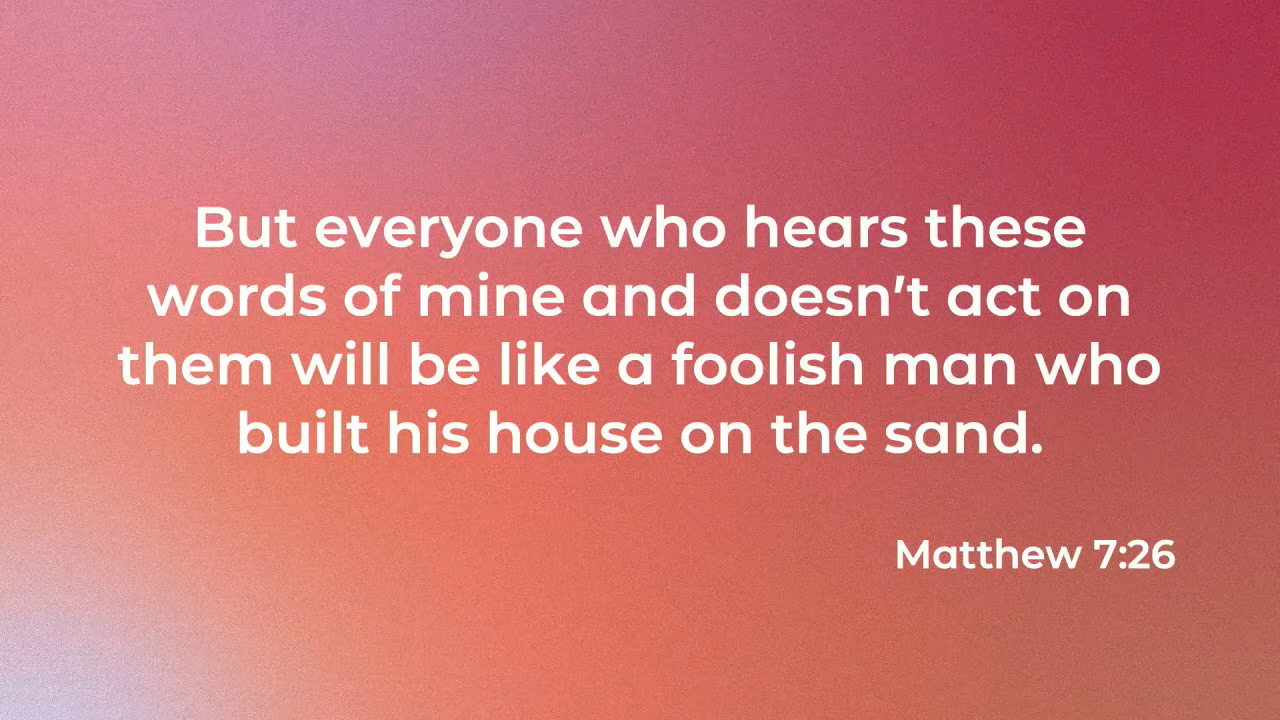 But everyone who hears these
words of mine and doesn’t act on
them will be like a foolish man who
built his house on the sand.
Matthew 7:26